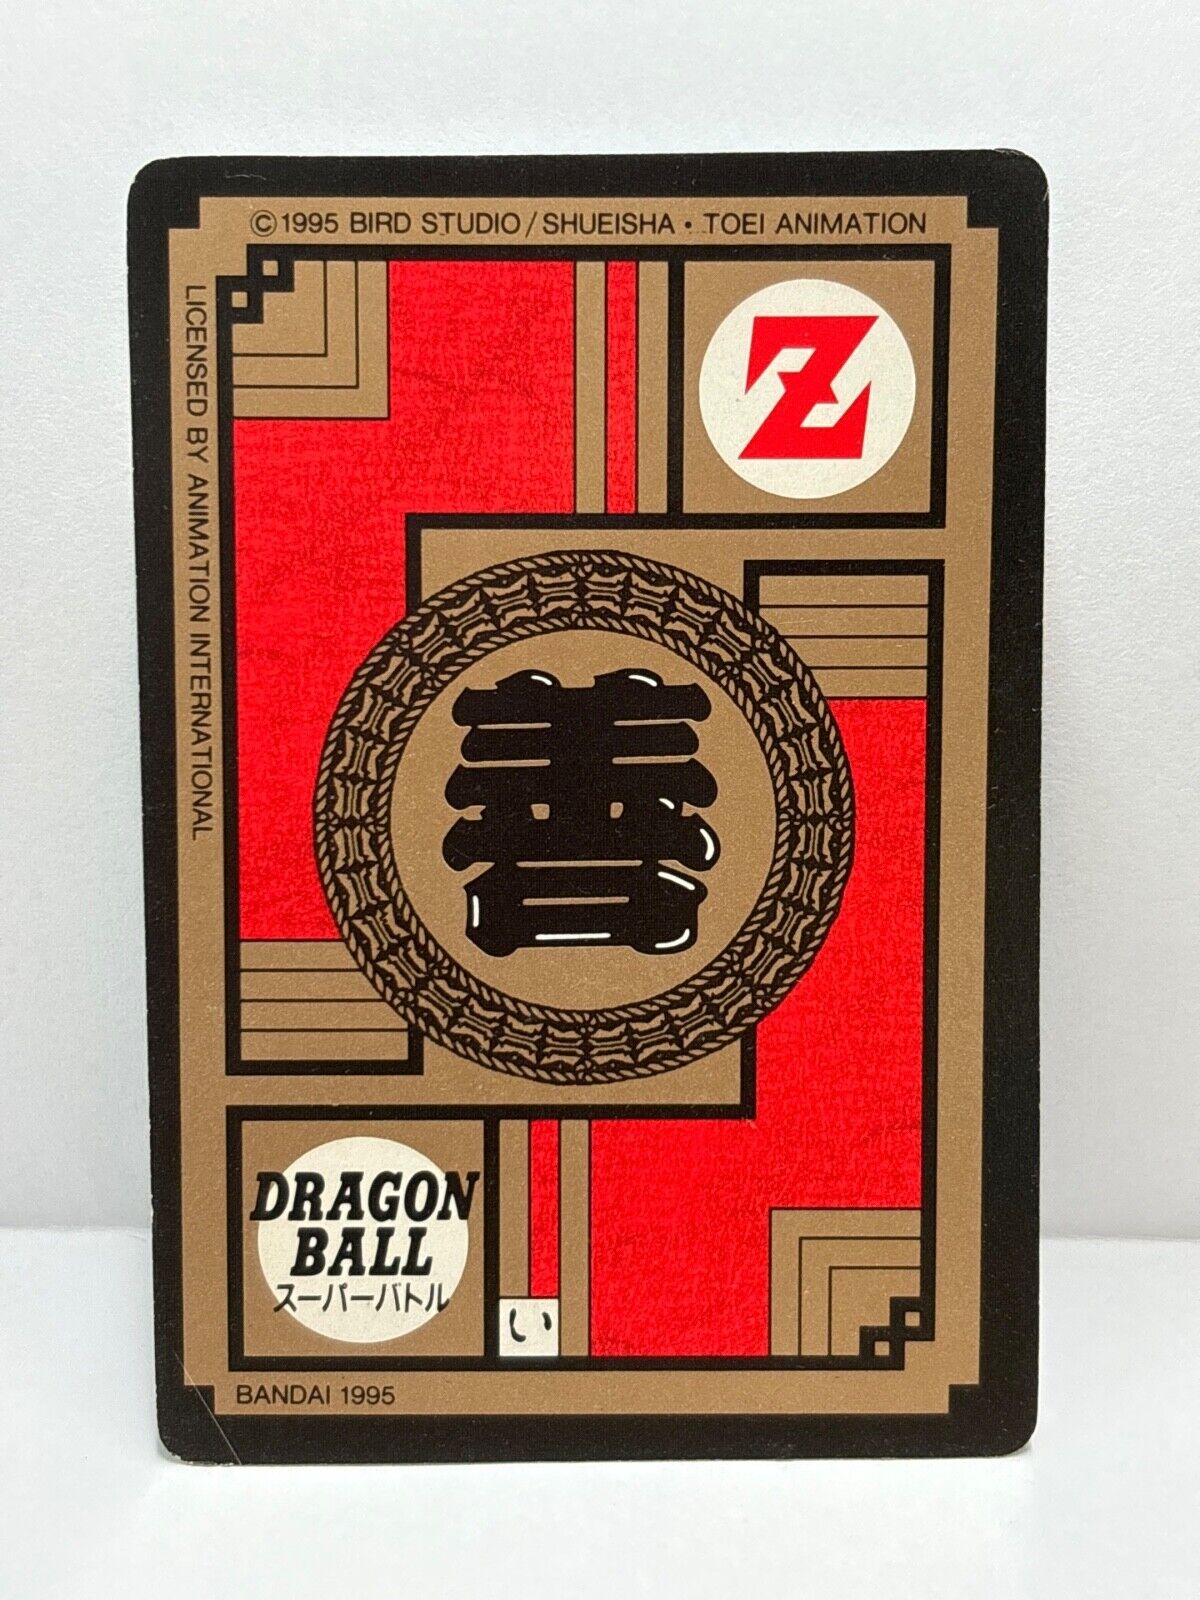 ©1995 BIRD STUDIO/SHUEISHA・TOEI ANIMATION
LICENSED BY ANIMATION INTERNATIONAL
Z
善
DRAGON
BALL
スーパーバトル
い
BANDAI 1995